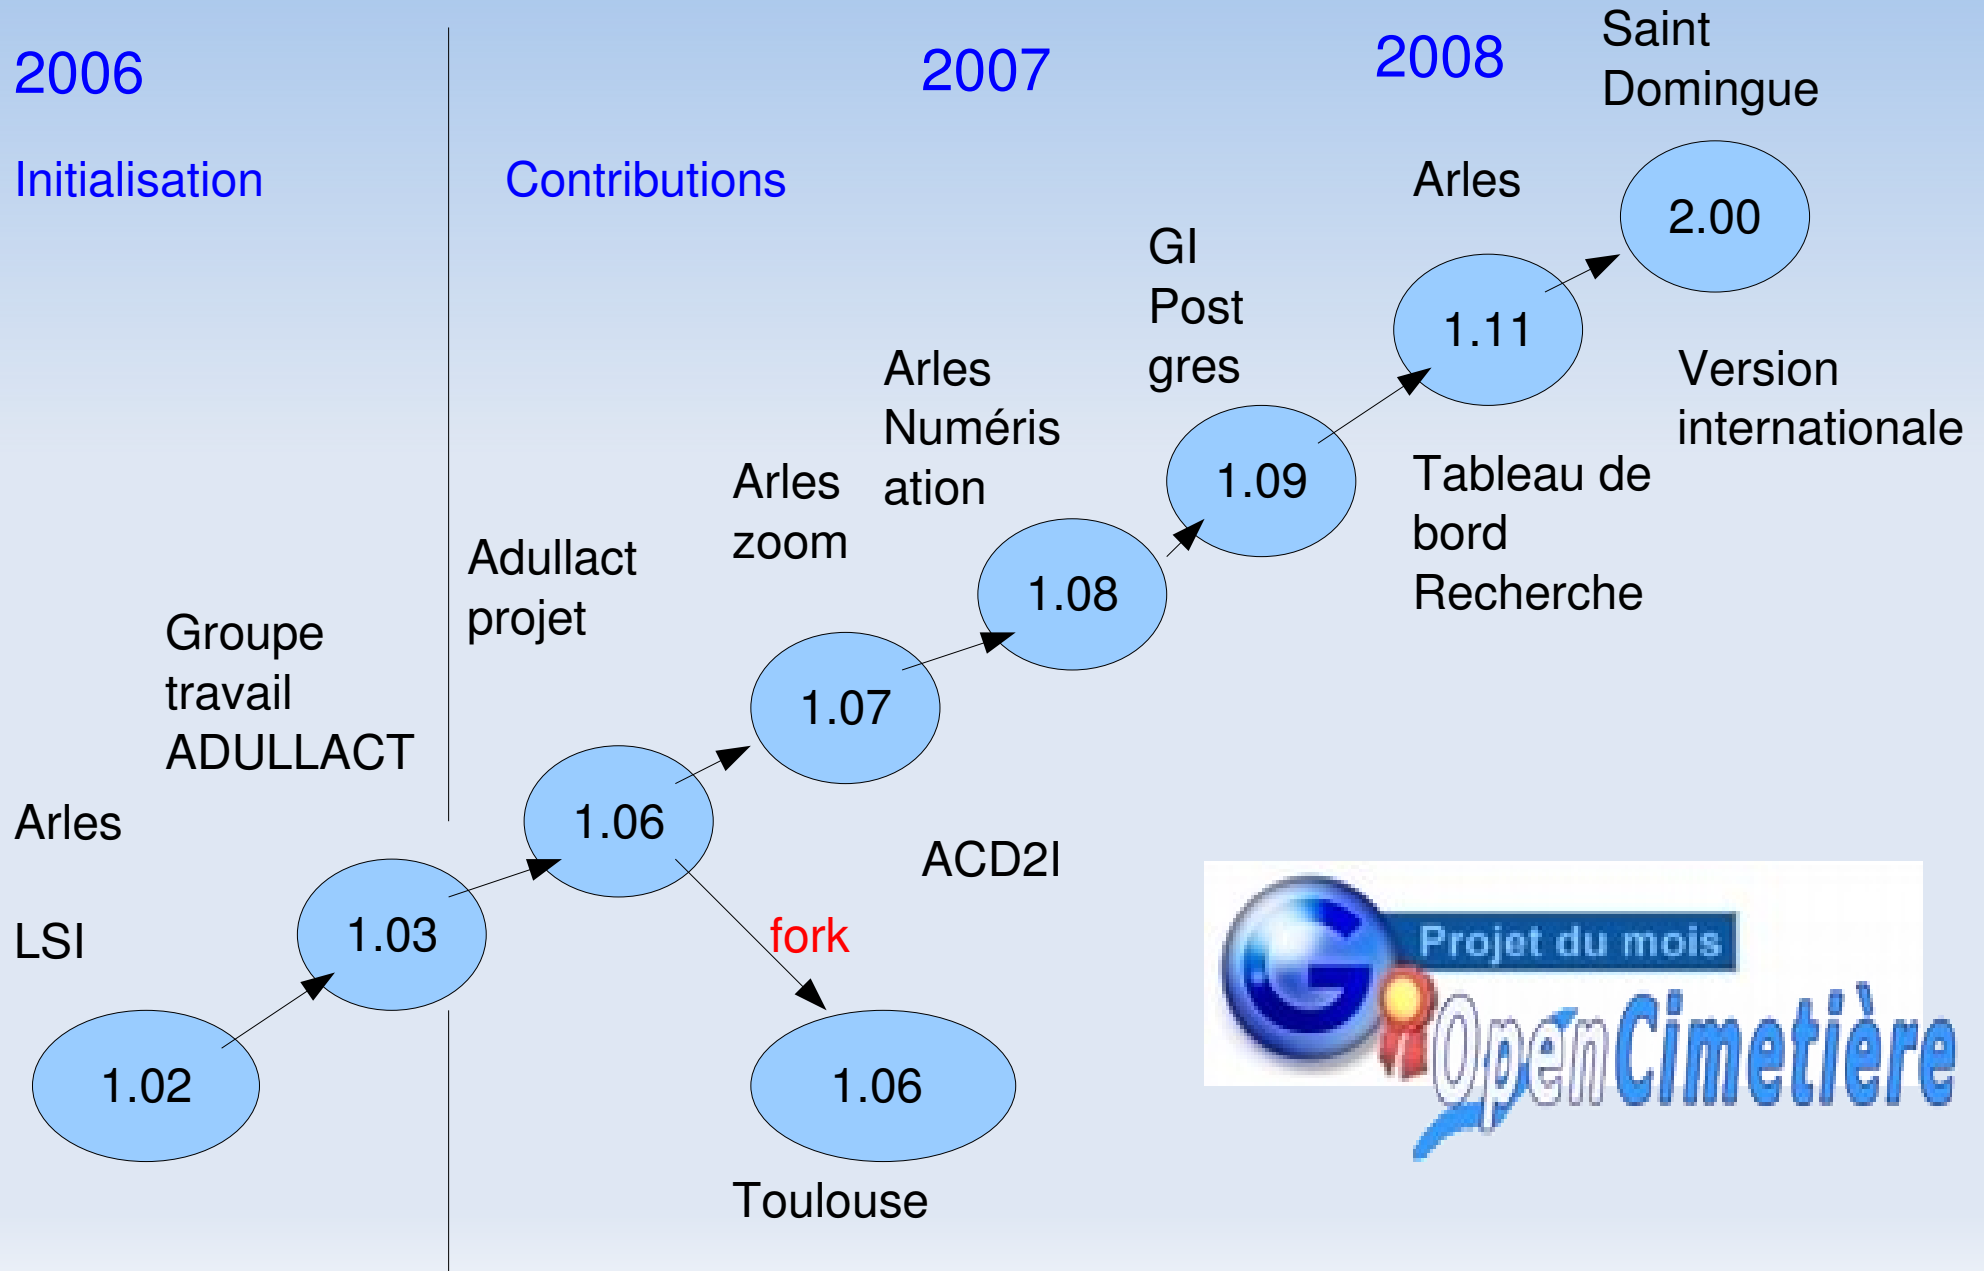 2006
2007
2008
Saint
Domingue
Initialisation
Contributions
Arles
2.00
GI
Post
gres
1.11
Version
internationale
Arles
Numéris
ation
1.09
Tableau de
bord
Recherche
Arles
zoom
1.08
Adullact
projet
1.07
Groupe
travail
ADULLACT
1.06
Arles
LSI
1.03
ACD2I
fork
1.02
1.06
Toulouse
Projet du mois
OpenCimetière